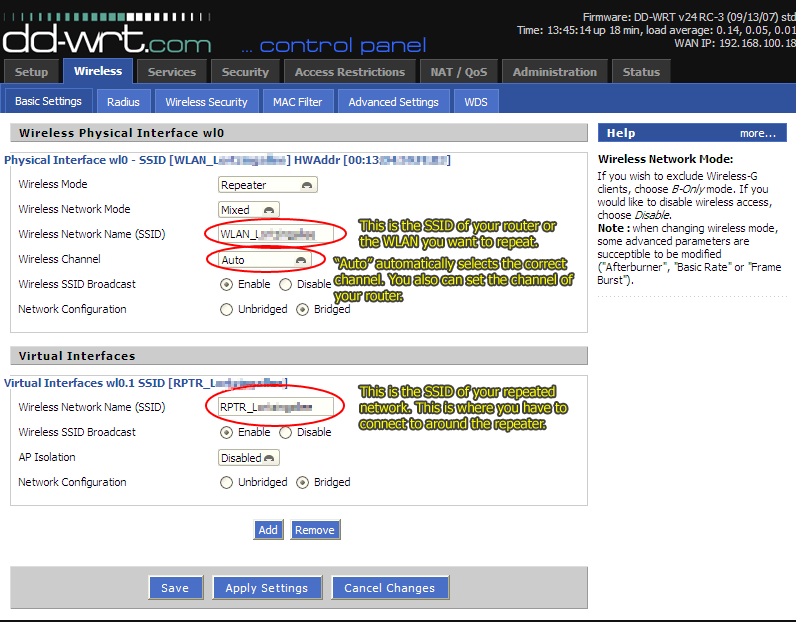 Firmware: DD-WRT v24 RC-3 (09/13/07) std
Time: 13:45:14 up 18 min, load average: 0.14, 0.05, 0.01
WAN IP: 192.168.100.18
dd-wrt.com ... control panel
Setup Wireless Services Security Access Restrictions NAT / QoS Administration Status
Basic Settings Radius Wireless Security MAC Filter Advanced Settings WDS
Wireless Physical Interface wl0
Physical Interface wl0 - SSID [WLAN_L ] HWAddr [00:13: ]
Wireless Mode Repeater
Wireless Network Mode Mixed
Wireless Network Name (SSID) WLAN_L
This is the SSID of your router or
the WLAN you want to repeat.
Wireless Channel Auto
"Auto" automatically selects the correct
channel. You also can set the channel of
your router.
Wireless SSID Broadcast Enable Disable
Network Configuration Unbridged Bridged
Virtual Interfaces
Virtual Interfaces wl0.1 SSID [RPTR_L ]
Wireless Network Name (SSID) RPTR_L
This is the SSID of your repeated
network. This is where you have to
connect to around the repeater.
Wireless SSID Broadcast Enable Disable
AP Isolation Disabled
Network Configuration Unbridged Bridged
Add Remove
Save Apply Settings Cancel Changes
Help more...
Wireless Network Mode:
If you wish to exclude Wireless-G
clients, choose B-Only mode. If you
would like to disable wireless access,
choose Disable.
Note : when changing wireless mode,
some advanced parameters are
susceptible to be modified
("Afterburner", "Basic Rate" or "Frame
Burst").